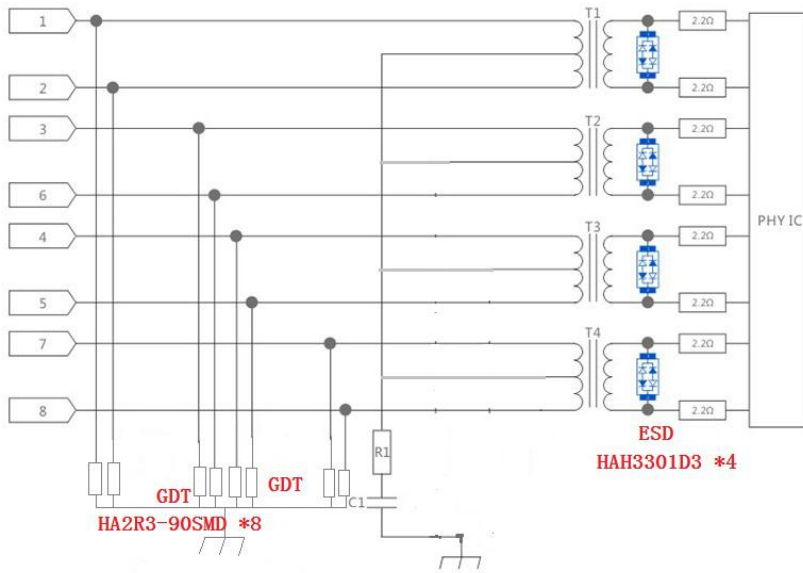 1
T1
2.2Ω
2
2.2Ω
3
T2
2.2Ω
6
2.2Ω
PHY IC
4
T3
2.2Ω
5
2.2Ω
7
T4
2.2Ω
8
2.2Ω
ESD
HAH3301D3 *4
R1
GDT
GDT
C1
HA2R3-90SMD *8